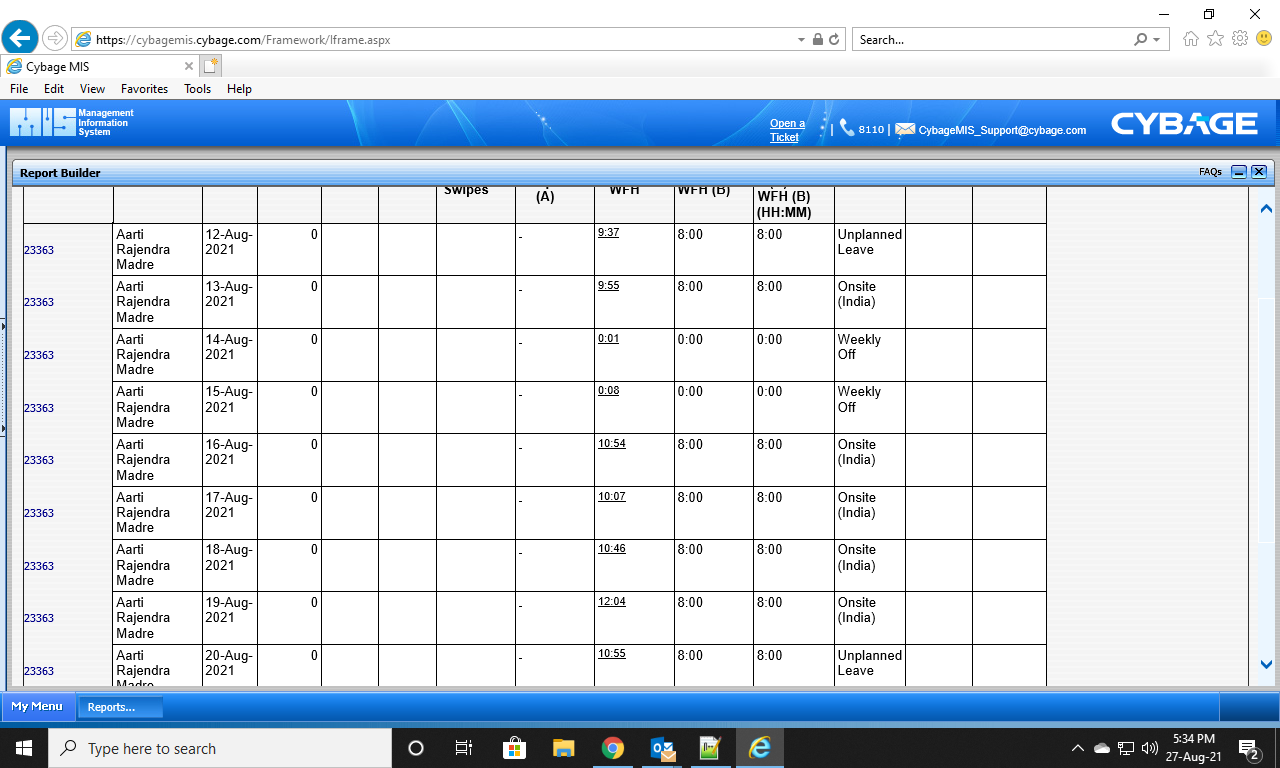 https://cybagemis.cybage.com/Framework/Iframe.aspx
Search...
Cybage MIS
File Edit View Favorites Tools Help
MIS Management
Information
System
Open a
Ticket
| 8110 | CybageMIS_Support@cybage.com
CYBAGE
Report Builder
FAQs
Swipes
(A)
WFH
WFH (B)
WFH (B)
(HH:MM)
23363 Aarti Rajendra Madre 12-Aug-2021 0 - 9:37 8:00 8:00 Unplanned Leave
23363 Aarti Rajendra Madre 13-Aug-2021 0 - 9:55 8:00 8:00 Onsite (India)
23363 Aarti Rajendra Madre 14-Aug-2021 0 - 0:01 0:00 0:00 Weekly Off
23363 Aarti Rajendra Madre 15-Aug-2021 0 - 0:08 0:00 0:00 Weekly Off
23363 Aarti Rajendra Madre 16-Aug-2021 0 - 10:54 8:00 8:00 Onsite (India)
23363 Aarti Rajendra Madre 17-Aug-2021 0 - 10:07 8:00 8:00 Onsite (India)
23363 Aarti Rajendra Madre 18-Aug-2021 0 - 10:46 8:00 8:00 Onsite (India)
23363 Aarti Rajendra Madre 19-Aug-2021 0 - 12:04 8:00 8:00 Onsite (India)
23363 Aarti Rajendra Madre 20-Aug-2021 0 - 10:55 8:00 8:00 Unplanned Leave
My Menu
Reports...
Type here to search
5:34 PM
27-Aug-21
2